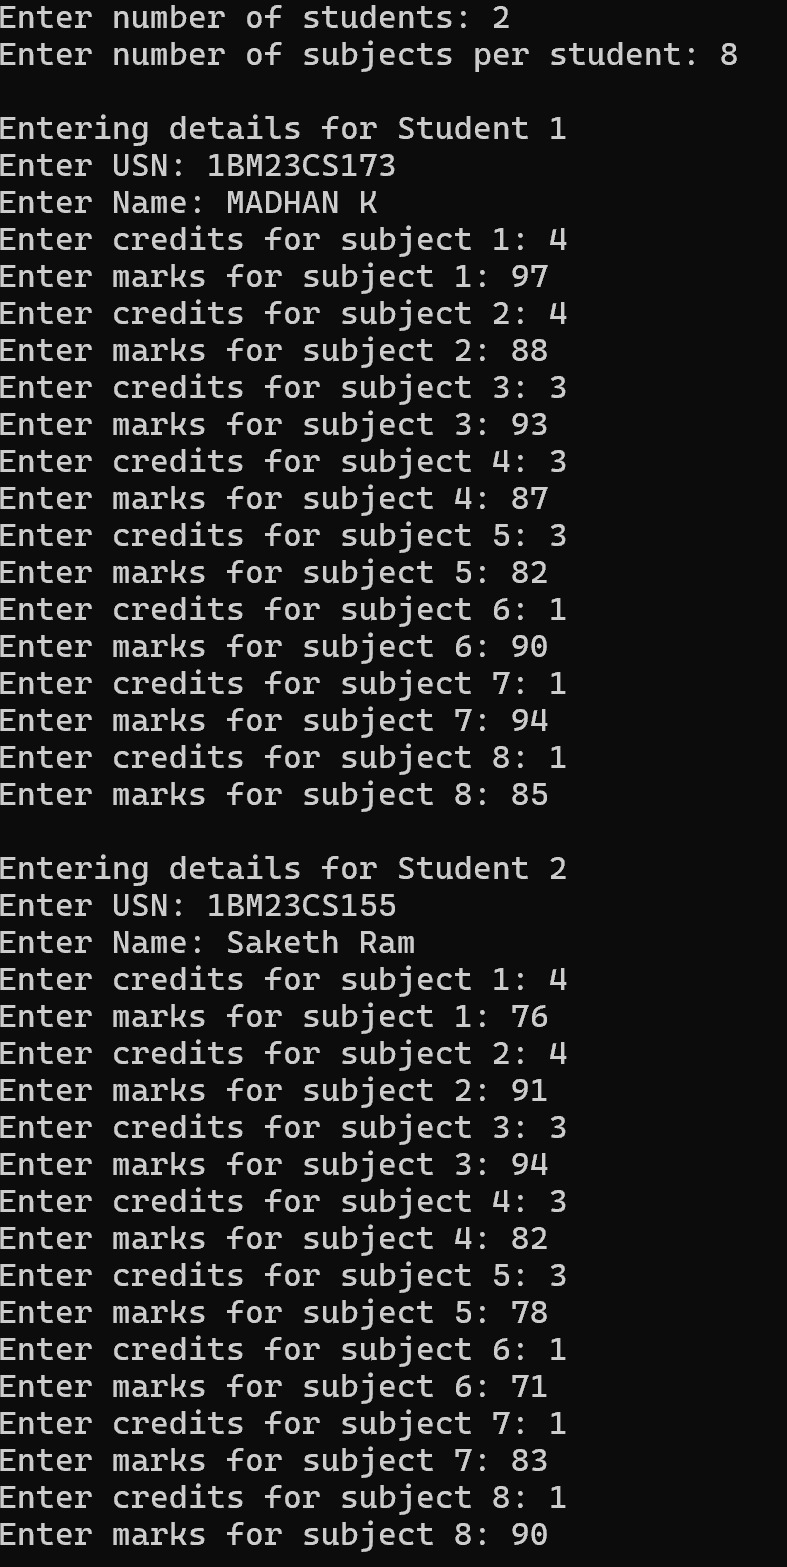 Enter number of students: 2
Enter number of subjects per student: 8

Entering details for Student 1
Enter USN: 1BM23CS173
Enter Name: MADHAN K
Enter credits for subject 1: 4
Enter marks for subject 1: 97
Enter credits for subject 2: 4
Enter marks for subject 2: 88
Enter credits for subject 3: 3
Enter marks for subject 3: 93
Enter credits for subject 4: 3
Enter marks for subject 4: 87
Enter credits for subject 5: 3
Enter marks for subject 5: 82
Enter credits for subject 6: 1
Enter marks for subject 6: 90
Enter credits for subject 7: 1
Enter marks for subject 7: 94
Enter credits for subject 8: 1
Enter marks for subject 8: 85

Entering details for Student 2
Enter USN: 1BM23CS155
Enter Name: Saketh Ram
Enter credits for subject 1: 4
Enter marks for subject 1: 76
Enter credits for subject 2: 4
Enter marks for subject 2: 91
Enter credits for subject 3: 3
Enter marks for subject 3: 94
Enter credits for subject 4: 3
Enter marks for subject 4: 82
Enter credits for subject 5: 3
Enter marks for subject 5: 78
Enter credits for subject 6: 1
Enter marks for subject 6: 71
Enter credits for subject 7: 1
Enter marks for subject 7: 83
Enter credits for subject 8: 1
Enter marks for subject 8: 90